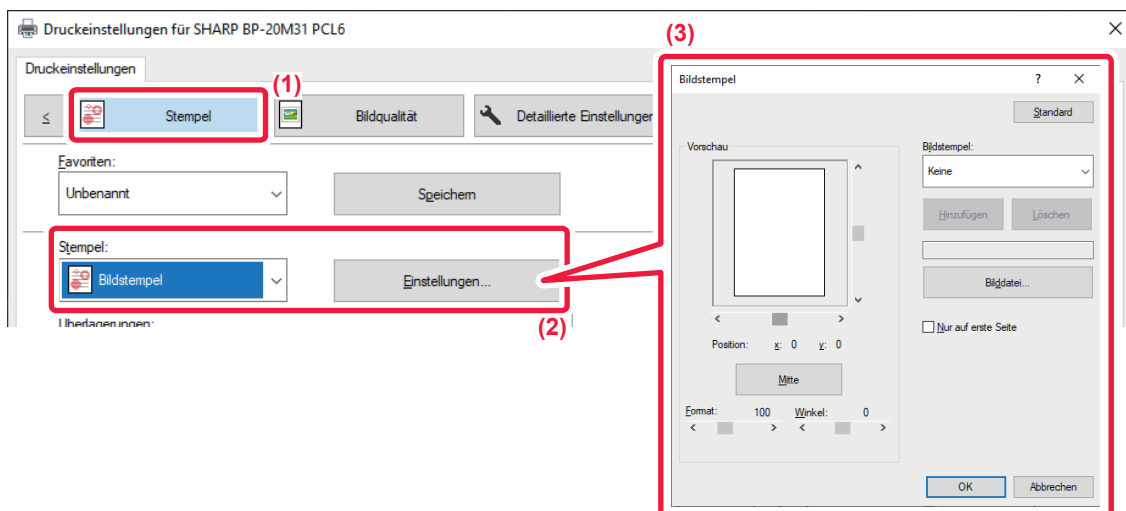 Druckeinstellungen für SHARP BP-20M31 PCL6
Druckeinstellungen
(1)
< Stempel Bildqualität Detaillierte Einstellungen
Favoriten:
Unbenannt Speichern
Stempel:
Bildstempel Einstellungen...
Überlagerungen:
(2)
(3)
Bildstempel ? ×
Standard
Vorschau
Bildstempel:
Keine
Hinzufügen Löschen
Bilddatei...
Nur auf erste Seite
Position: x: 0 y: 0
Mitte
Format: 100 Winkel: 0
OK Abbrechen